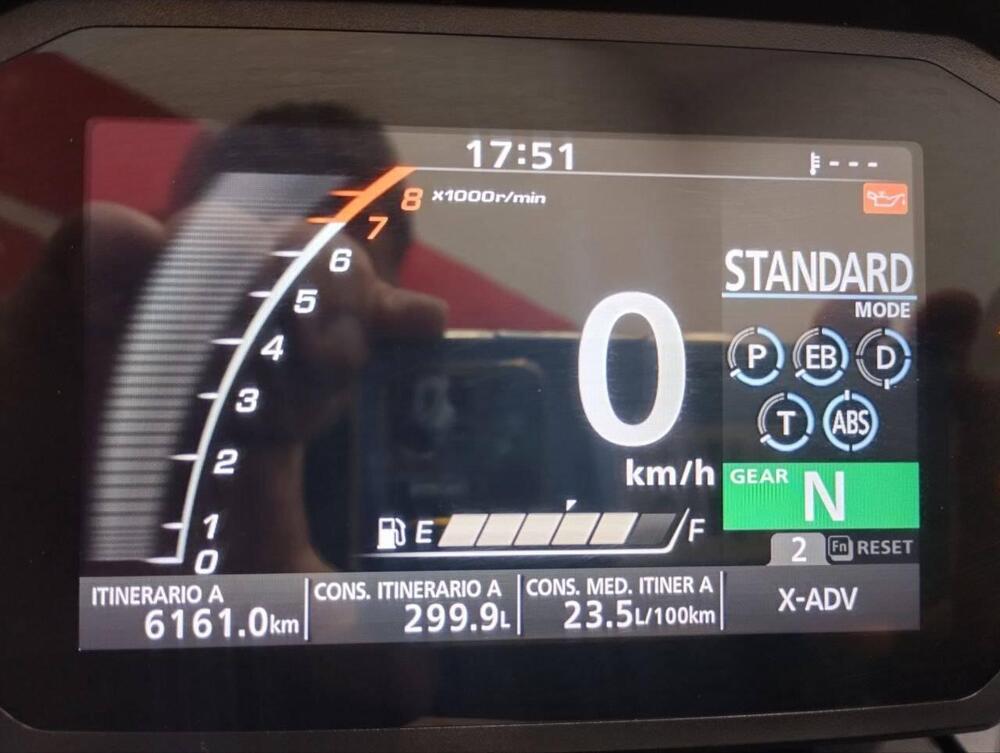 17:51
---
8 x1000r/min
7
6
5
4
3
2
1
0
STANDARD
MODE
P EB D
T ABS
0
km/h
GEAR N
E F
2 Fn RESET
ITINERARIO A
6161.0km
CONS. ITINERARIO A
299.9L
CONS. MED. ITINER A
23.5L/100km
X-ADV